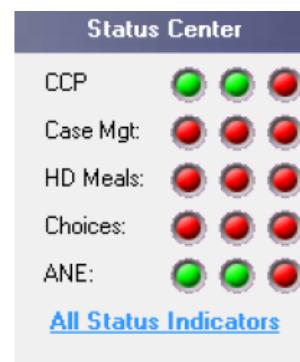 Status Center
CCP
Case Mgt:
HD Meals:
Choices:
ANE:
All Status Indicators